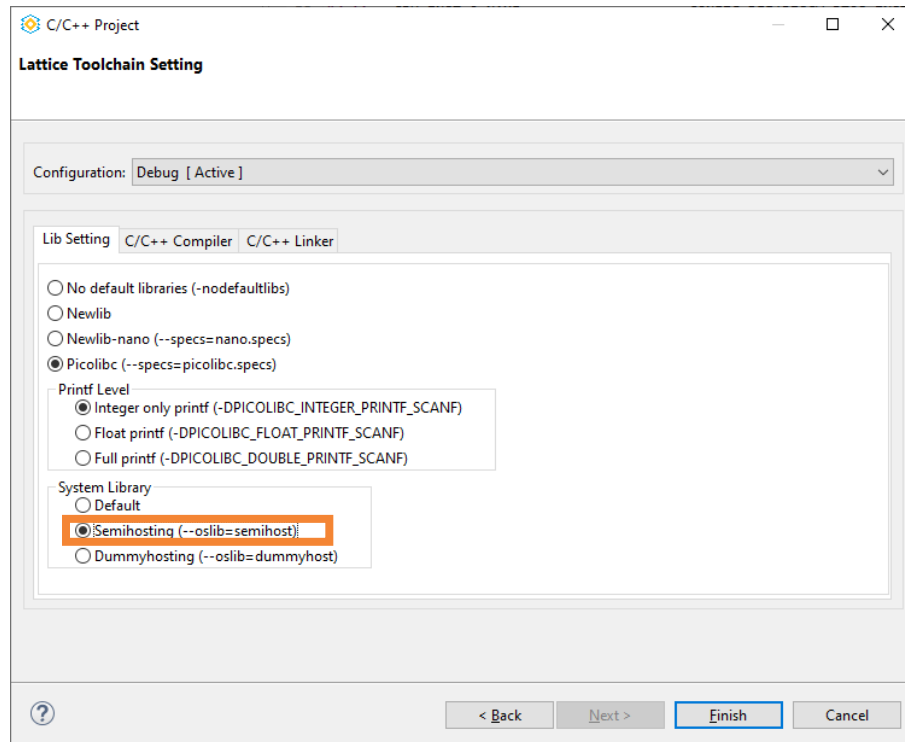 C/C++ Project
Lattice Toolchain Setting
Configuration: Debug [ Active ]
Lib Setting C/C++ Compiler C/C++ Linker
No default libraries (-nodefaultlibs)
Newlib
Newlib-nano (--specs=nano.specs)
Picolibc (--specs=picolibc.specs)
Printf Level
Integer only printf (-DPICOLIBC_INTEGER_PRINTF_SCANF)
Float printf (-DPICOLIBC_FLOAT_PRINTF_SCANF)
Full printf (-DPICOLIBC_DOUBLE_PRINTF_SCANF)
System Library
Default
Semihosting (--oslib=semihost)
Dummyhosting (--oslib=dummyhost)
? < Back Next > Finish Cancel